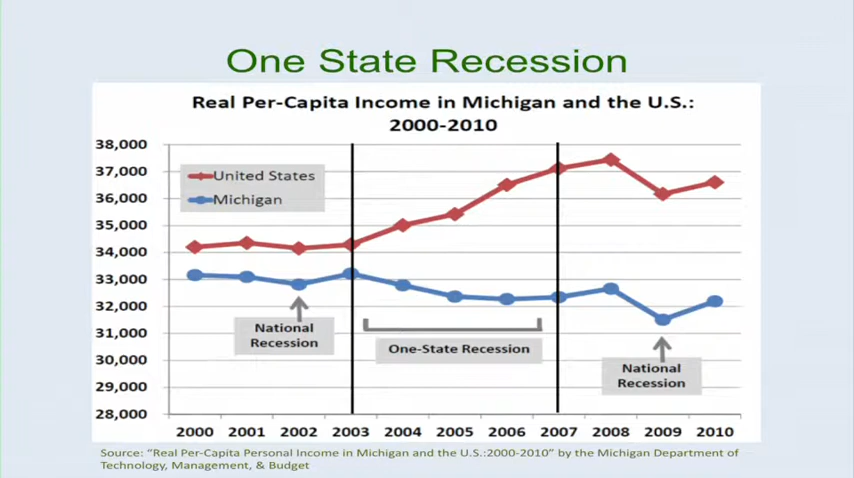 One State Recession
Real Per-Capita Income in Michigan and the U.S.:
2000-2010
38,000
37,000
36,000
35,000
34,000
33,000
32,000
31,000
30,000
29,000
28,000
United States
Michigan
National
Recession
One-State Recession
National
Recession
2000 2001 2002 2003 2004 2005 2006 2007 2008 2009 2010
Source: "Real Per-Capita Personal Income in Michigan and the U.S.:2000-2010" by the Michigan Department of
Technology, Management, & Budget